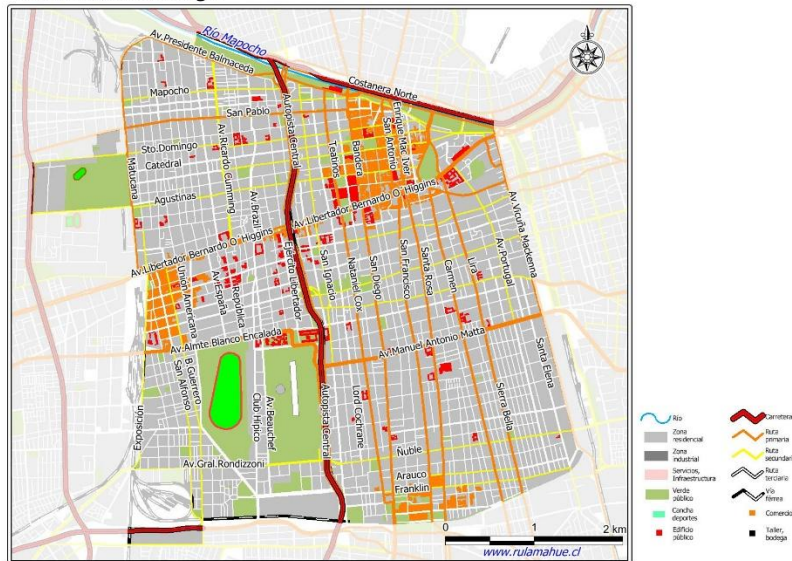 Río Mapocho
Av.Presidente Balmaceda
Costanera Norte
Mapocho
San Pablo
Autopista Central
Enrique Mac Iver
San Antonio
Bandera
Teatinos
Sto.Domingo
Catedral
Av.Ricardo Cumming
Matucana
Agustinas
Av.Brazil
Av.Libertador Bernardo O´Higgins
Av.Libertador Bernardo O´Higgins
Av.Vicuña Mackenna
Av.Portugal
Lira
Carmen
Santa Rosa
San Francisco
San Diego
Nataniel Cox
San Ignacio
Ejército Libertador
República
Av.España
Union Americana
Av.Almte.Blanco Encalada
Av.Manuel Antonio Matta
Santa Elena
Sierra Bella
B.Guerrero
San Alfonso
Exposición
Av.Beauchef
Club Hípico
Autopista Central
Lord Cochrane
Av.Gral.Rondizzoni
Ñuble
Arauco
Franklin
0 1 2 km
www.rulamahue.cl
Río
Zona
residencial
Zona
industrial
Servicios,
Infraestructura
Verde
público
Cancha
deportes
Edificio
público
Carretera
Ruta
primaria
Ruta
secundari
Ruta
terciaria
Vía
férrea
Comercio
Taller,
bodega